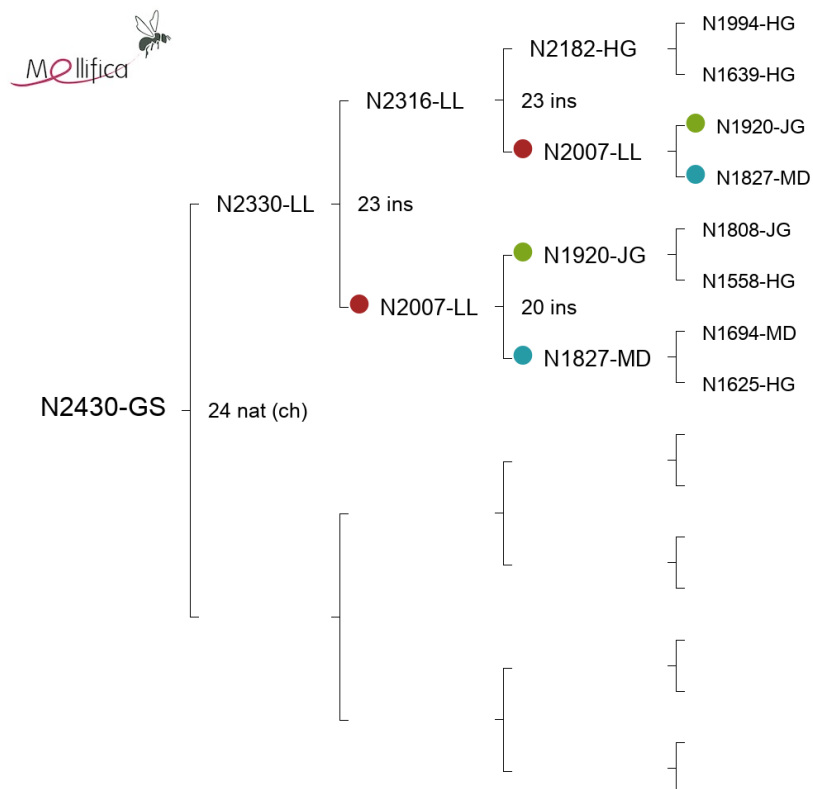 Mellifica
N1994-HG
N2182-HG
N1639-HG
N2316-LL
23 ins
N1920-JG
N2007-LL
N1827-MD
N2330-LL
23 ins
N1808-JG
N1920-JG
N1558-HG
N2007-LL
20 ins
N1694-MD
N1827-MD
N1625-HG
N2430-GS
24 nat (ch)